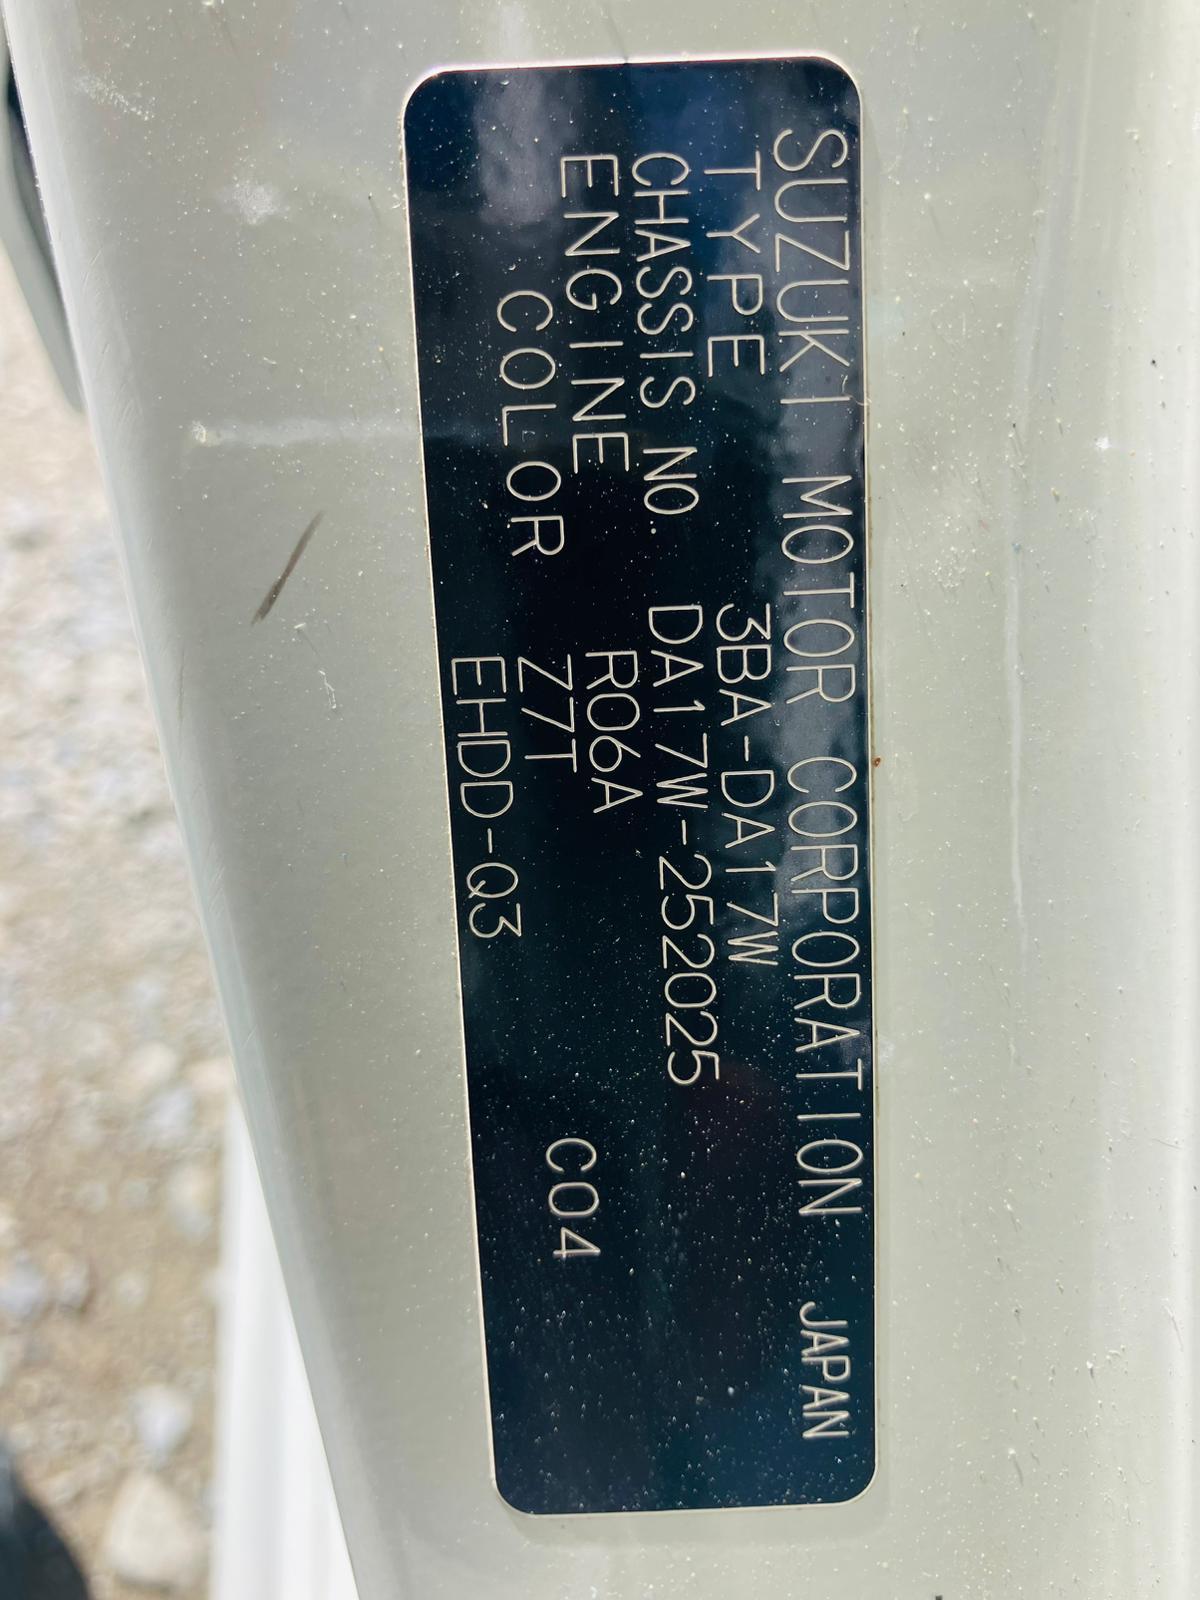 SUZUKI MOTOR CORPORATION JAPAN
TYPE 3BA-DA17W
CHASSIS NO. DA17W-252025
ENGINE R06A
COLOR Z7T C04
EHDD-Q3